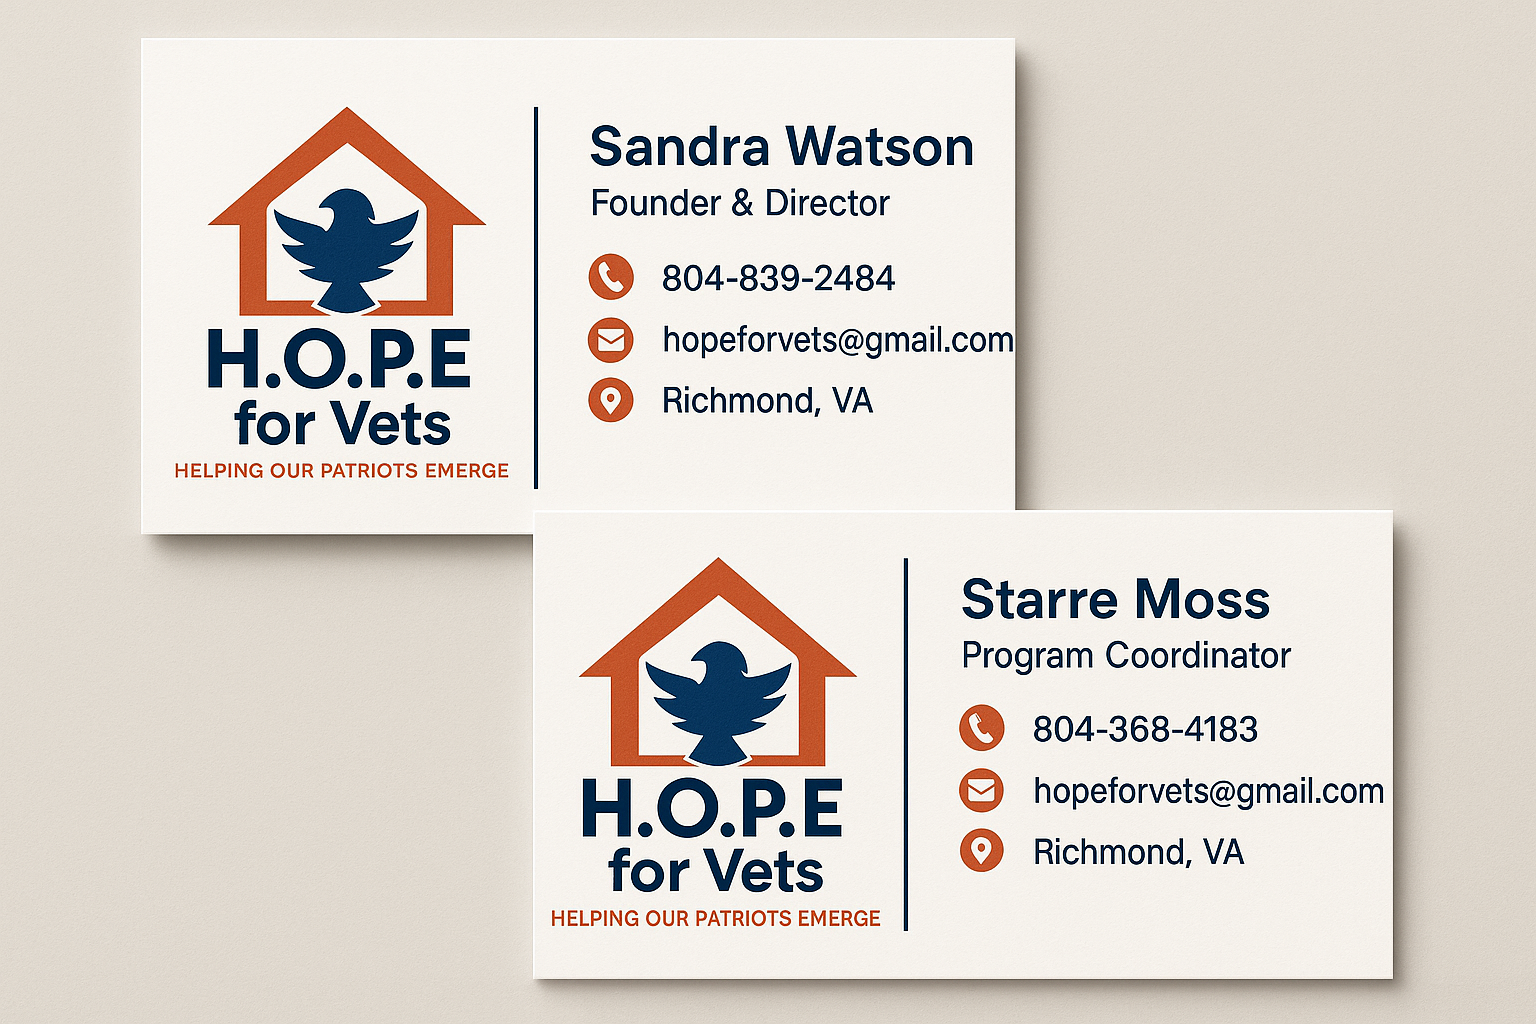 H.O.P.E
for Vets
HELPING OUR PATRIOTS EMERGE
Sandra Watson
Founder & Director
804-839-2484
hopeforvets@gmail.com
Richmond, VA
H.O.P.E
for Vets
HELPING OUR PATRIOTS EMERGE
Starre Moss
Program Coordinator
804-368-4183
hopeforvets@gmail.com
Richmond, VA